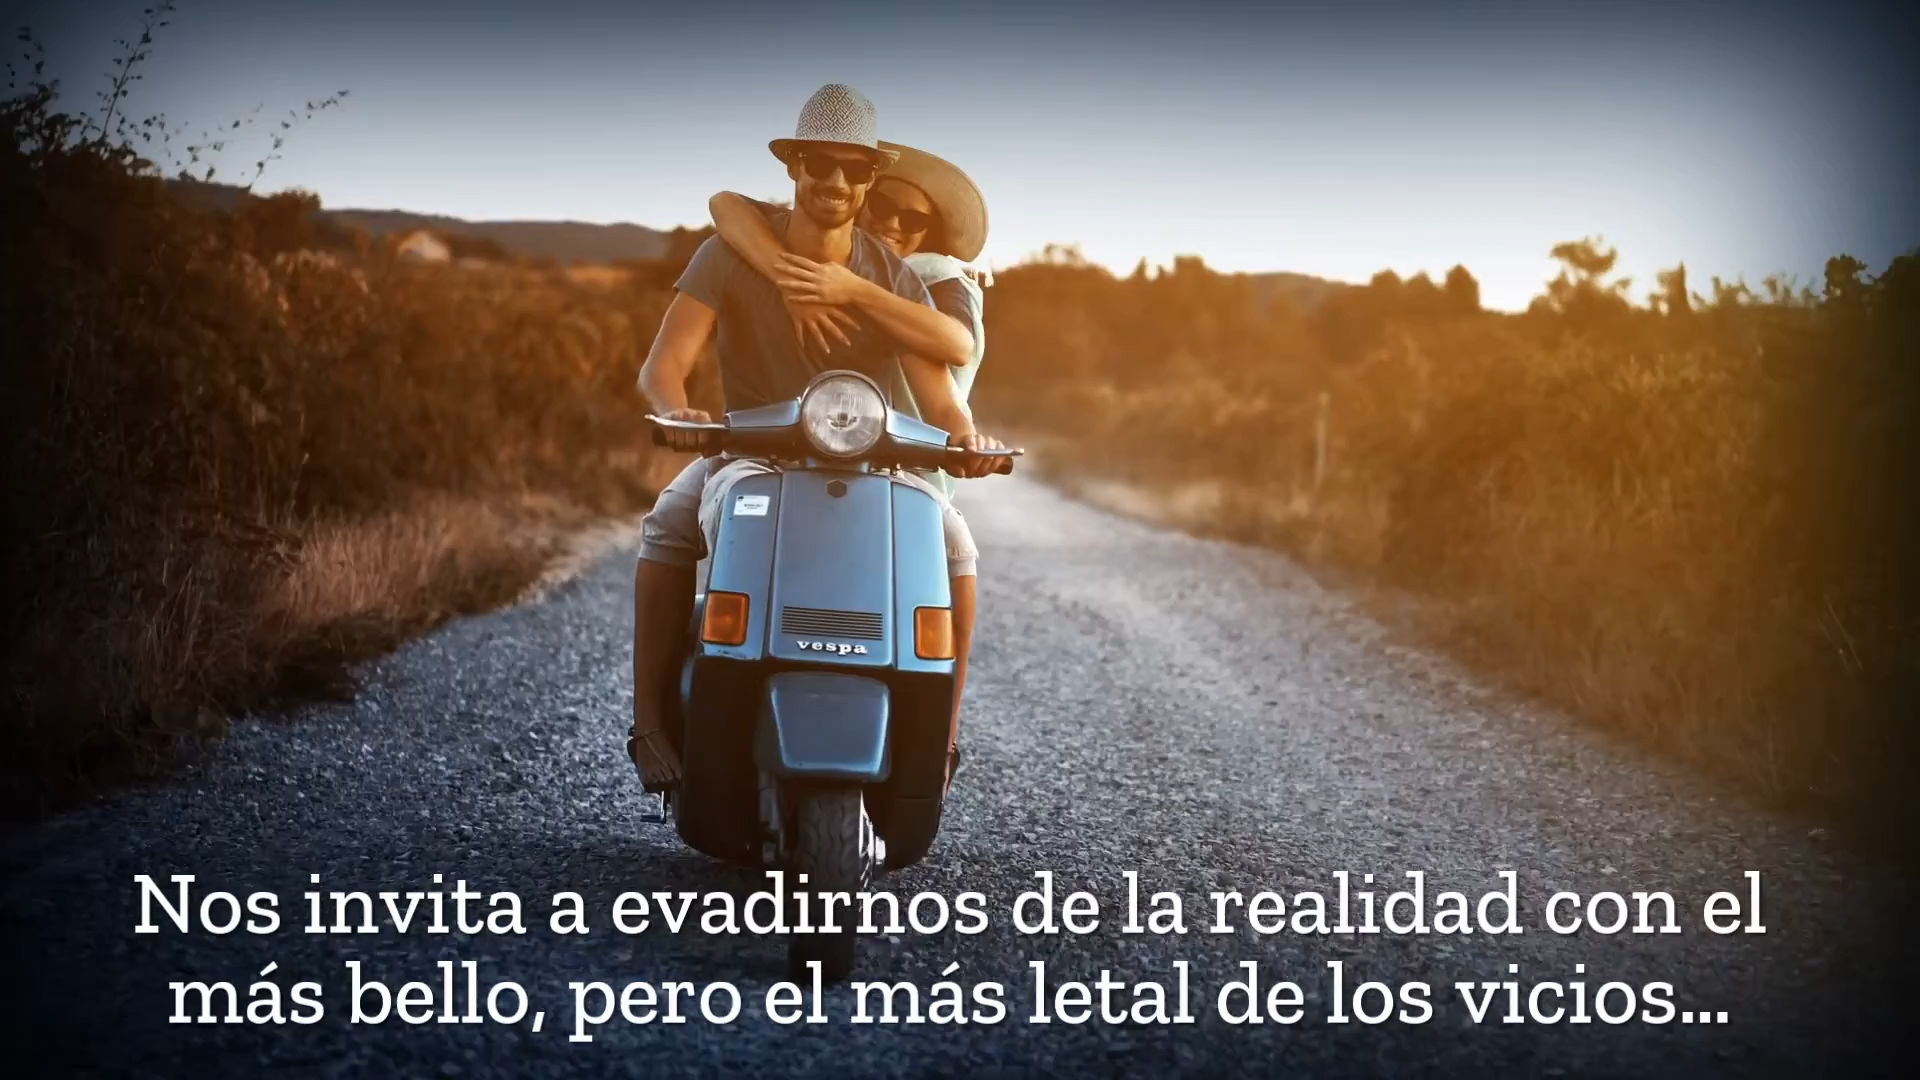 vespa
Nos invita a evadirnos de la realidad con el
más bello, pero el más letal de los vicios...